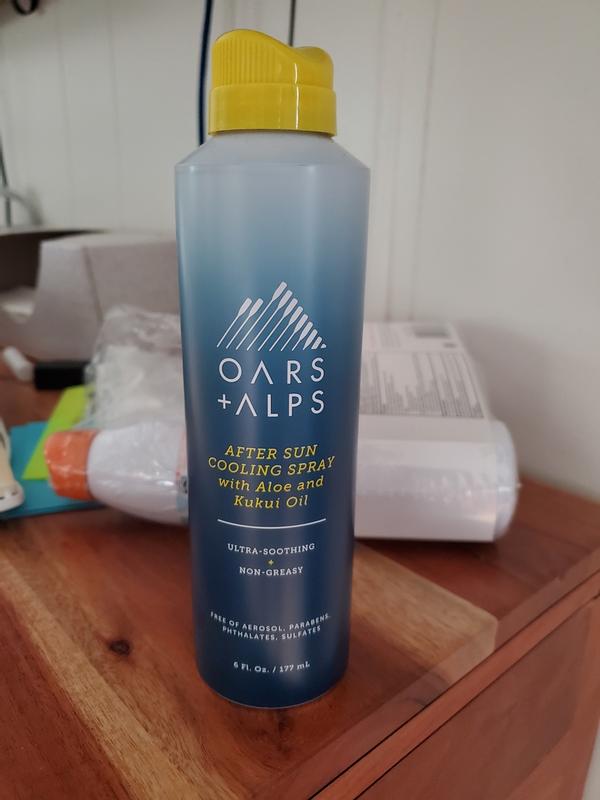 OARS
+ALPS
AFTER SUN
COOLING SPRAY
with Aloe and
Kukui Oil
ULTRA-SOOTHING
+
NON-GREASY
FREE OF AEROSOL, PARABENS,
PHTHALATES, SULFATES
6 Fl. Oz. / 177 mL